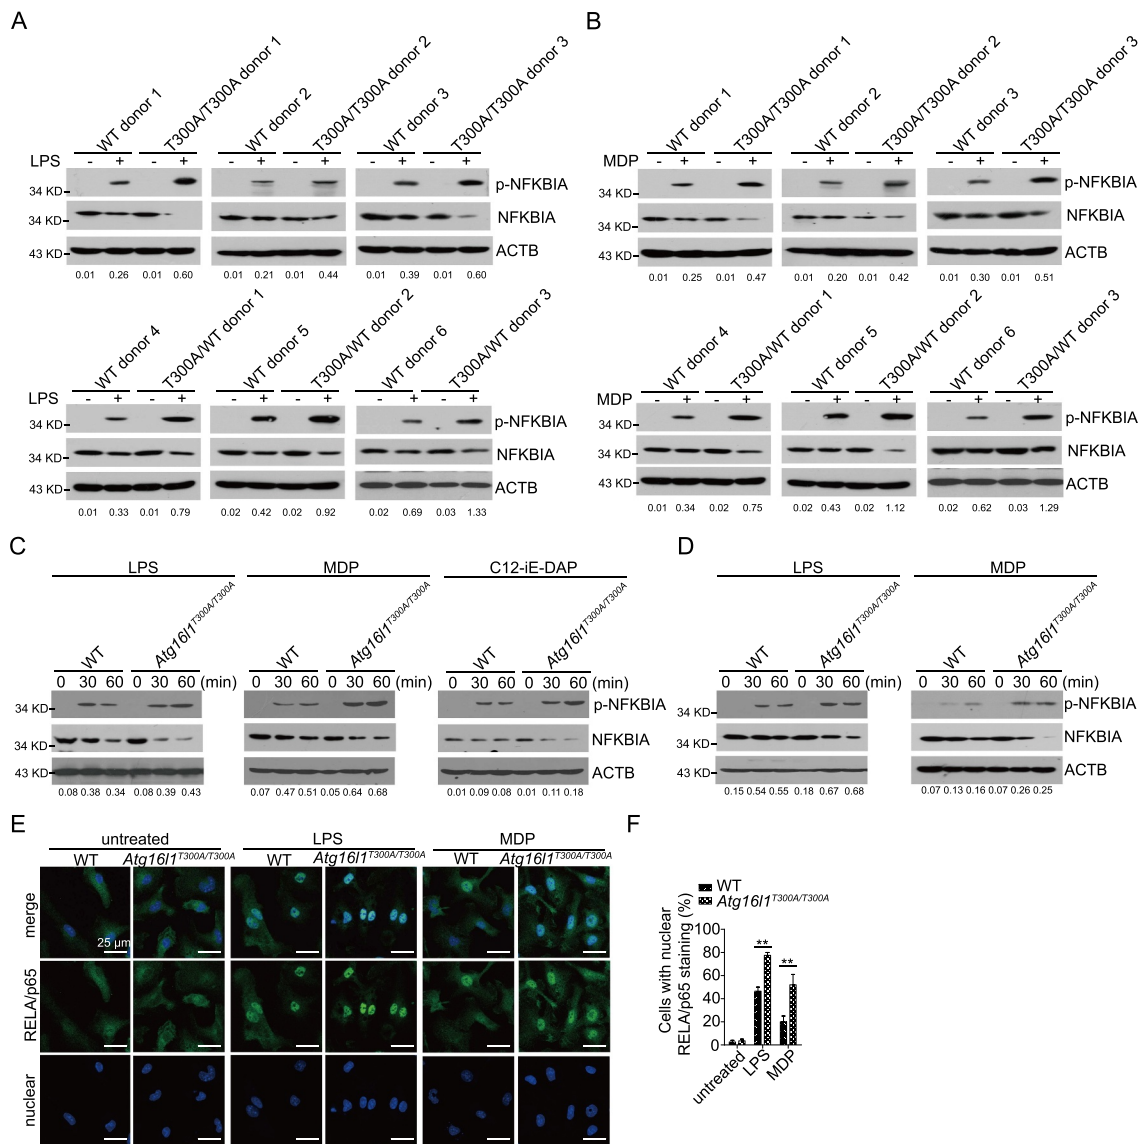 A
WT donor 1 T300A/T300A donor 1 WT donor 2 T300A/T300A donor 2 WT donor 3 T300A/T300A donor 3
LPS - + - + - + - + - + - +
34 KD p-NFKBIA
34 KD NFKBIA
43 KD ACTB
0.01 0.26 0.01 0.60 0.01 0.21 0.01 0.44 0.01 0.39 0.01 0.60
WT donor 4 T300A/WT donor 1 WT donor 5 T300A/WT donor 2 WT donor 6 T300A/WT donor 3
LPS - + - + - + - + - + - +
34 KD p-NFKBIA
34 KD NFKBIA
43 KD ACTB
0.01 0.33 0.01 0.79 0.02 0.42 0.02 0.92 0.02 0.69 0.03 1.33
B
WT donor 1 T300A/T300A donor 1 WT donor 2 T300A/T300A donor 2 WT donor 3 T300A/T300A donor 3
MDP - + - + - + - + - + - +
34 KD p-NFKBIA
34 KD NFKBIA
43 KD ACTB
0.01 0.25 0.01 0.47 0.01 0.20 0.01 0.42 0.01 0.30 0.01 0.51
WT donor 4 T300A/WT donor 1 WT donor 5 T300A/WT donor 2 WT donor 6 T300A/WT donor 3
MDP - + - + - + - + - + - +
34 KD p-NFKBIA
34 KD NFKBIA
43 KD ACTB
0.01 0.34 0.02 0.75 0.02 0.43 0.02 1.12 0.02 0.62 0.03 1.29
C
LPS MDP C12-iE-DAP
WT Atg16l1T300A/T300A WT Atg16l1T300A/T300A WT Atg16l1T300A/T300A
0 30 60 0 30 60 (min) 0 30 60 0 30 60 (min) 0 30 60 0 30 60 (min)
34 KD p-NFKBIA
34 KD NFKBIA
43 KD ACTB
0.08 0.38 0.34 0.08 0.39 0.43 0.07 0.47 0.51 0.05 0.64 0.68 0.01 0.09 0.08 0.01 0.11 0.18
D
LPS MDP
WT Atg16l1T300A/T300A WT Atg16l1T300A/T300A
0 30 60 0 30 60 (min) 0 30 60 0 30 60 (min)
34 KD p-NFKBIA
34 KD NFKBIA
43 KD ACTB
0.15 0.54 0.55 0.18 0.67 0.68 0.07 0.13 0.16 0.07 0.26 0.25
E
untreated LPS MDP
WT Atg16l1T300A/T300A WT Atg16l1T300A/T300A WT Atg16l1T300A/T300A
merge
25 µm
RELA/p65
nuclear
F
WT
Atg16l1T300A/T300A
Cells with nuclear
RELA/p65 staining (%)
100
80
60
40
20
0
** **
untreated LPS MDP